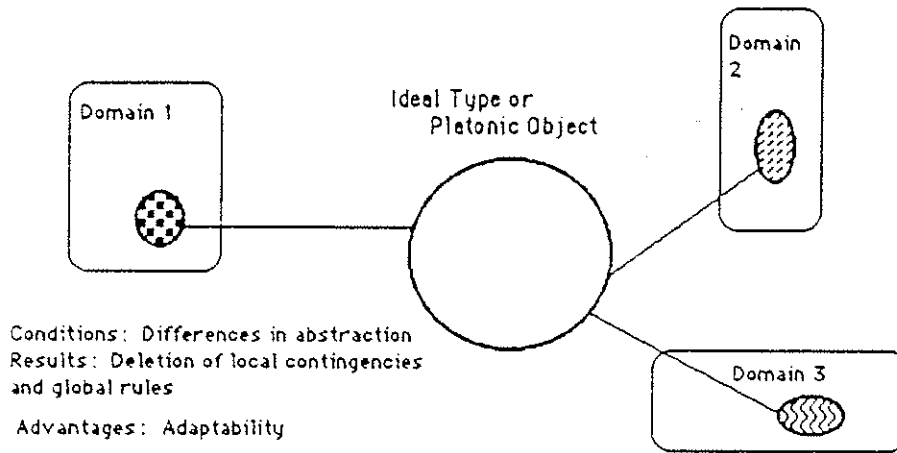 Domain 1
Ideal Type or
Platonic Object
Domain
2
Conditions: Differences in abstraction
Results: Deletion of local contingencies
and global rules
Advantages: Adaptability
Domain 3